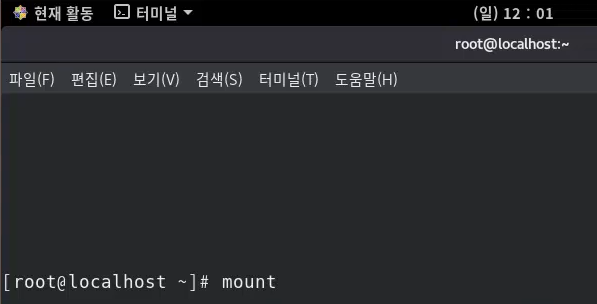 현재 활동 터미널 (일) 12 : 01
root@localhost:~
파일(F) 편집(E) 보기(V) 검색(S) 터미널(T) 도움말(H)
[root@localhost ~]# mount